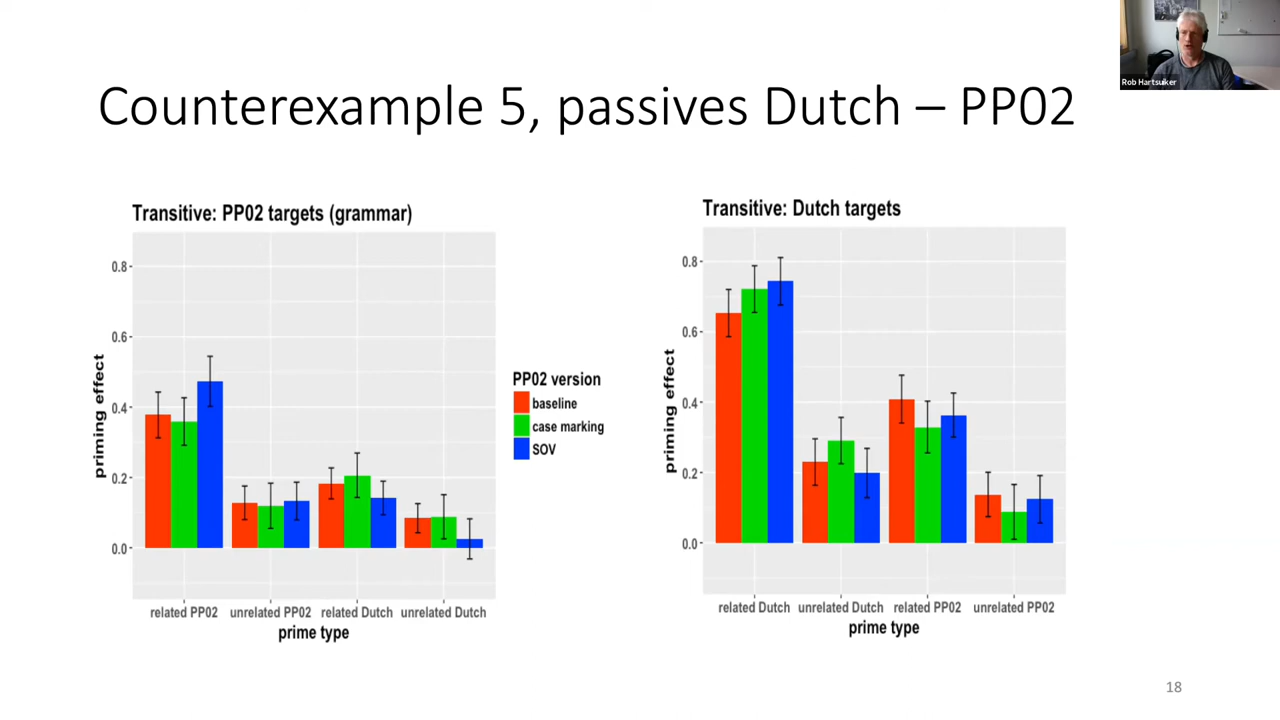 Rob Hartsuiker
Counterexample 5, passives Dutch – PP02
Transitive: PP02 targets (grammar)
priming effect
0.8
0.6
0.4
0.2
0.0
related PP02 unrelated PP02 related Dutch unrelated Dutch
prime type
PP02 version
baseline
case marking
SOV
Transitive: Dutch targets
priming effect
0.8
0.6
0.4
0.2
0.0
related Dutch unrelated Dutch related PP02 unrelated PP02
prime type
18